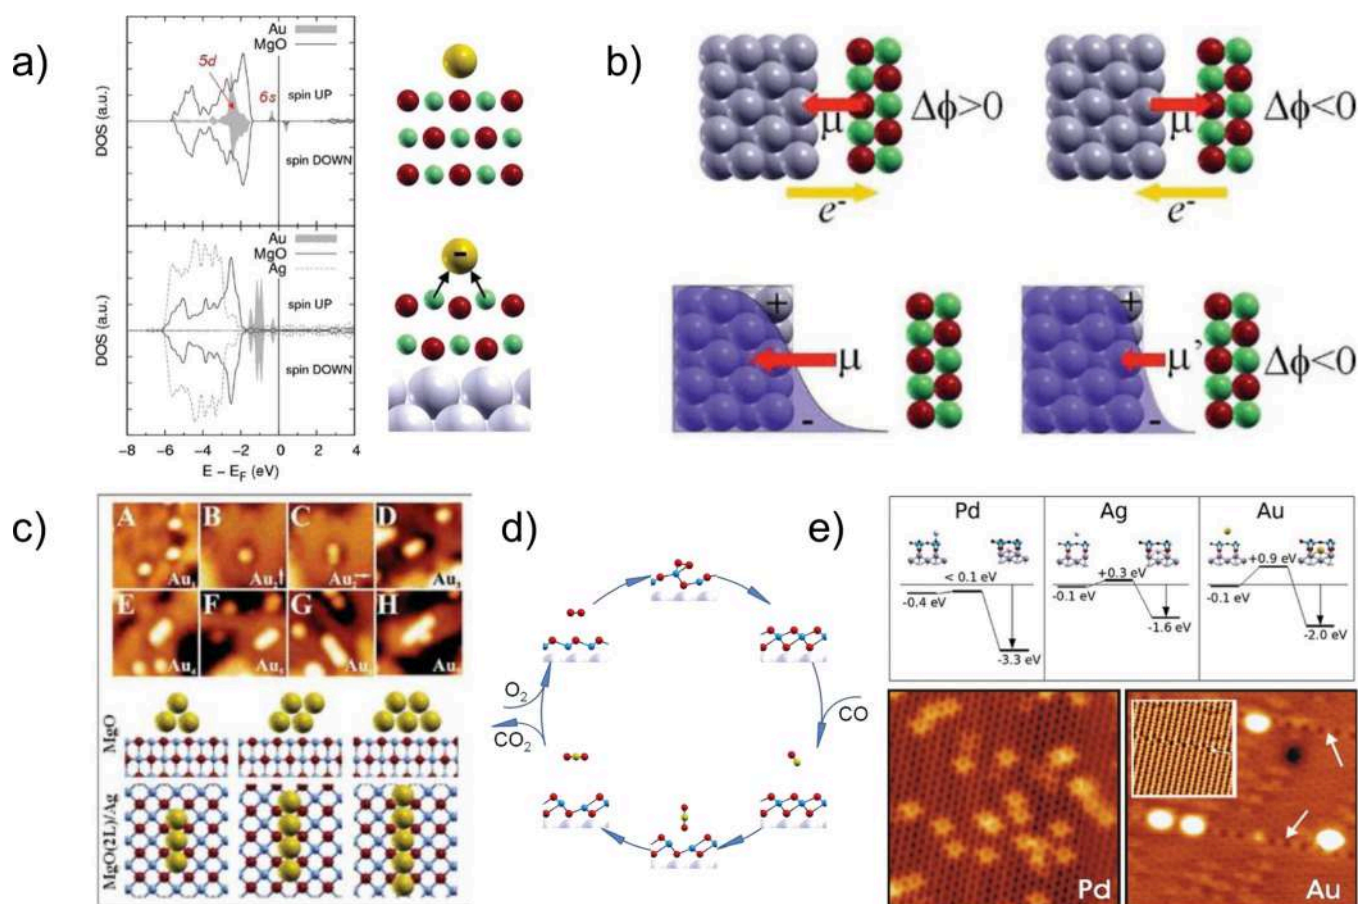 a)
Au
MgO
5d
6s
spin UP
spin DOWN
DOS (a.u.)
Au
MgO
Ag
spin UP
spin DOWN
DOS (a.u.)
-8 -6 -4 -2 0 2 4
E – E_F (eV)
-
b)
μ
Δϕ>0
e⁻
μ
Δϕ<0
e⁻
+
μ
-
+
μ'
-
Δϕ<0
c)
A B C D
Au₁ Au₂ Au₂ Au₃
E F G H
Au₄ Au₅
MgO
MgO(2L)/Ag
d)
O₂
CO₂
CO
e)
Pd Ag Au
-0.4 eV
< 0.1 eV
-3.3 eV
-0.1 eV
+0.3 eV
-1.6 eV
-0.1 eV
+0.9 eV
-2.0 eV
Pd
Au